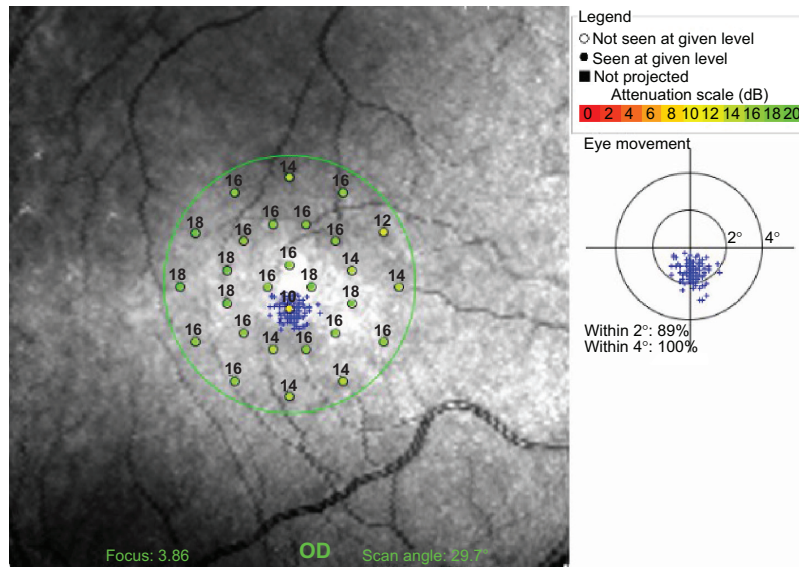 Legend
Not seen at given level
Seen at given level
Not projected
Attenuation scale (dB)
0 2 4 6 8 10 12 14 16 18 20
Eye movement
2° 4°
Within 2°: 89%
Within 4°: 100%
14
16 16
16 16
18 12
16 16
16
18 14
18 16 18 14
18 10 18
16 16
16 14 16 16
16 14
14
Focus: 3.86 OD Scan angle: 29.7°